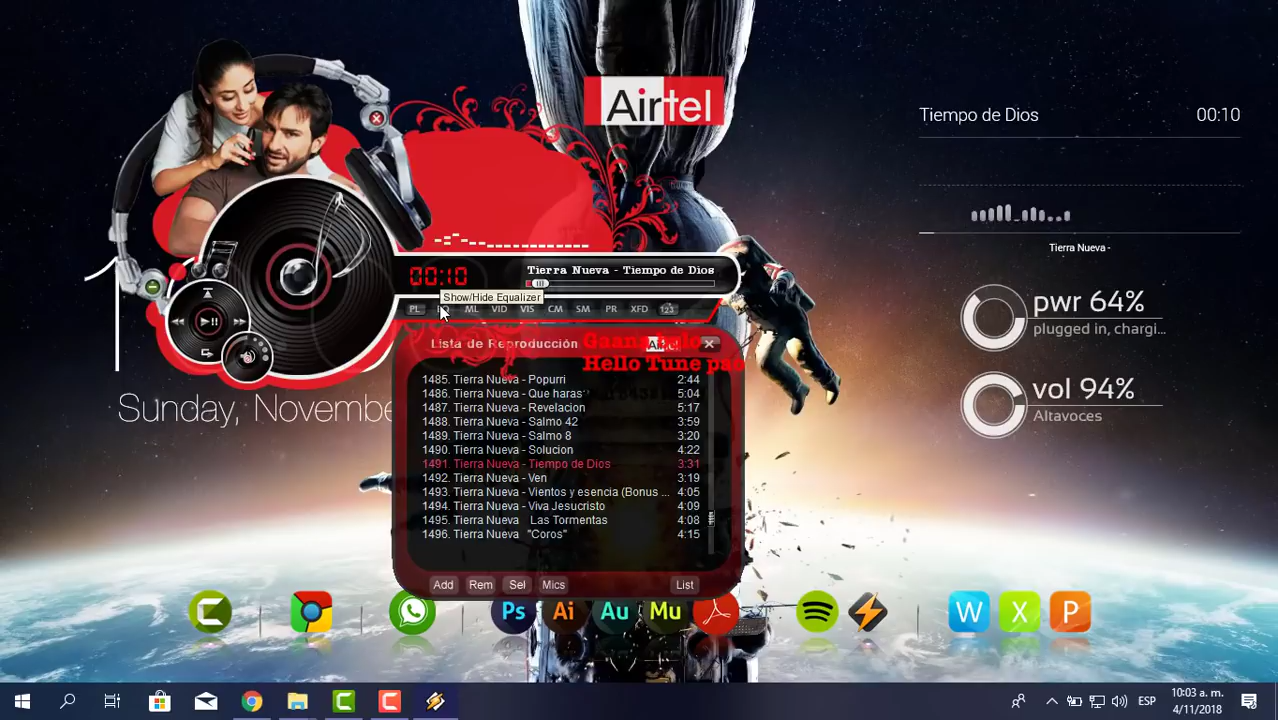 Airtel
Tiempo de Dios 00:10
Tierra Nueva -
00:10
Tierra Nueva - Tiempo de Dios
Show/Hide Equalizer
PL ML VID VIS CM SM PR XFD 123
Lista de Reproducción Airtel
Hello Tune pao
1485. Tierra Nueva - Popurri 2:44
1486. Tierra Nueva - Que haras 5:04
1487. Tierra Nueva - Revelacion 5:17
1488. Tierra Nueva - Salmo 42 3:59
1489. Tierra Nueva - Salmo 8 3:20
1490. Tierra Nueva - Solucion 4:22
1491. Tierra Nueva - Tiempo de Dios 3:31
1492. Tierra Nueva - Ven 3:19
1493. Tierra Nueva - Vientos y esencia (Bonus ... 4:05
1494. Tierra Nueva - Viva Jesucristo 4:09
1495. Tierra Nueva Las Tormentas 4:08
1496. Tierra Nueva "Coros" 4:15
Add Rem Sel Mics List
pwr 64%
plugged in, chargi...
vol 94%
Altavoces
Sunday, Novembe
Ps Ai Au Mu W X P
ESP
10:03 a. m.
4/11/2018